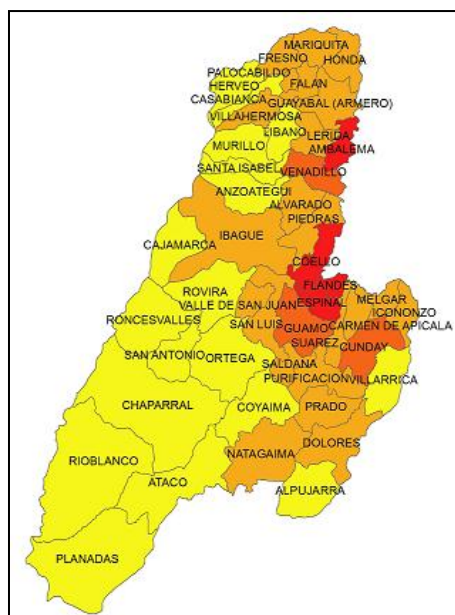 MARIQUITA
FRESNO
HONDA
PALOCABILDO
FALAN
HERVEO
CASABIANCA
GUAYABAL (ARMERO)
VILLAHERMOSA
LIBANO
LERIDA
MURILLO
AMBALEMA
SANTA ISABEL
VENADILLO
ANZOATEGUI
ALVARADO
PIEDRAS
IBAGUE
CAJAMARCA
COELLO
FLANDES
ROVIRA
MELGAR
VALLE DE SAN JUAN
ESPINAL
ICONONZO
RONCESVALLES
SAN LUIS
GUAMO
CARMEN DE APICALA
SUAREZ
SAN ANTONIO
ORTEGA
CUNDAY
SALDANA
PURIFICACION
VILLARRICA
CHAPARRAL
COYAIMA
PRADO
DOLORES
RIOBLANCO
NATAGAIMA
ATACO
ALPUJARRA
PLANADAS